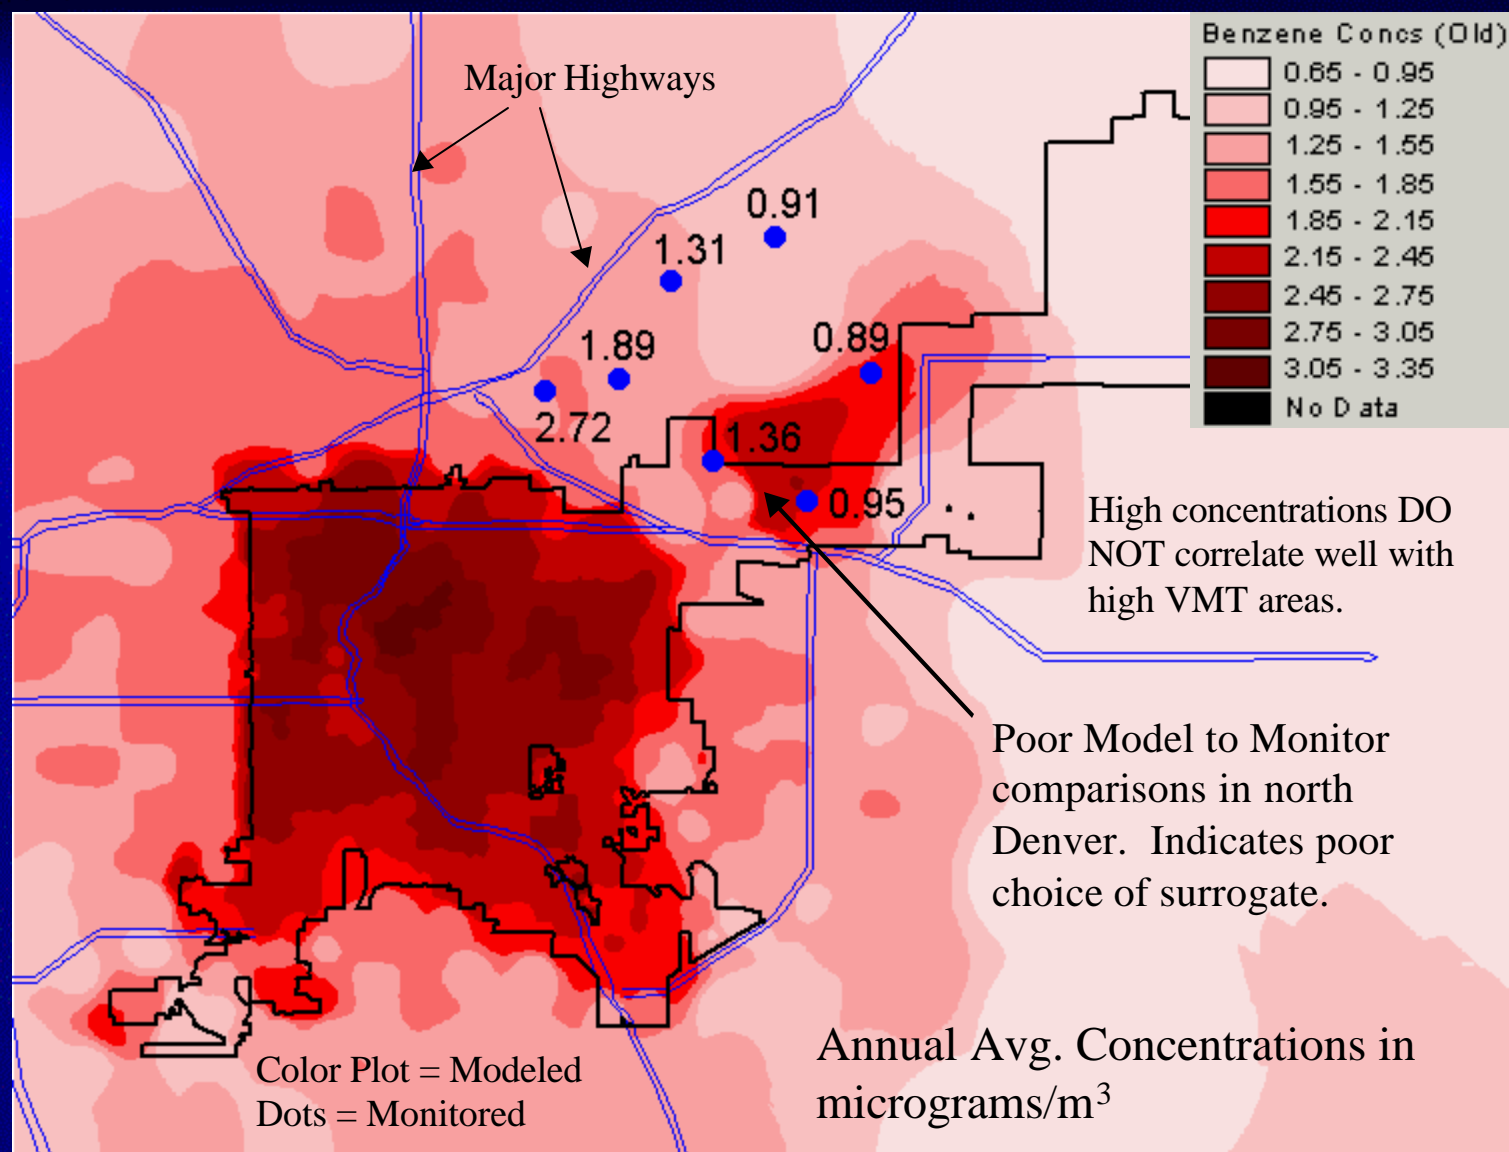 Benzene Concs (Old)
0.65 - 0.95
0.95 - 1.25
1.25 - 1.55
1.55 - 1.85
1.85 - 2.15
2.15 - 2.45
2.45 - 2.75
2.75 - 3.05
3.05 - 3.35
No Data
Major Highways
0.91
1.31
1.89
0.89
2.72
1.36
0.95
High concentrations DO
NOT correlate well with
high VMT areas.
Poor Model to Monitor
comparisons in north
Denver. Indicates poor
choice of surrogate.
Color Plot = Modeled
Dots = Monitored
Annual Avg. Concentrations in
micrograms/m³